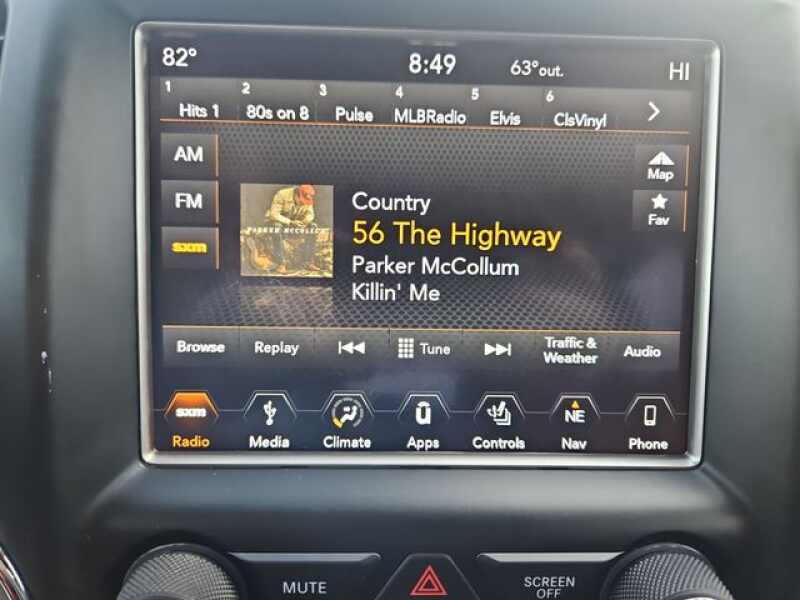 82° 8:49 63° out. HI
1 2 3 4 5 6
Hits 1 80s on 8 Pulse MLBRadio Elvis ClsVinyl
AM
Map
FM
Fav
sxm
PARKER MCCOLLUM
Country
56 The Highway
Parker McCollum
Killin' Me
Browse Replay Tune Traffic & Weather Audio
sxm NE
Radio Media Climate Apps Controls Nav Phone
MUTE SCREEN OFF